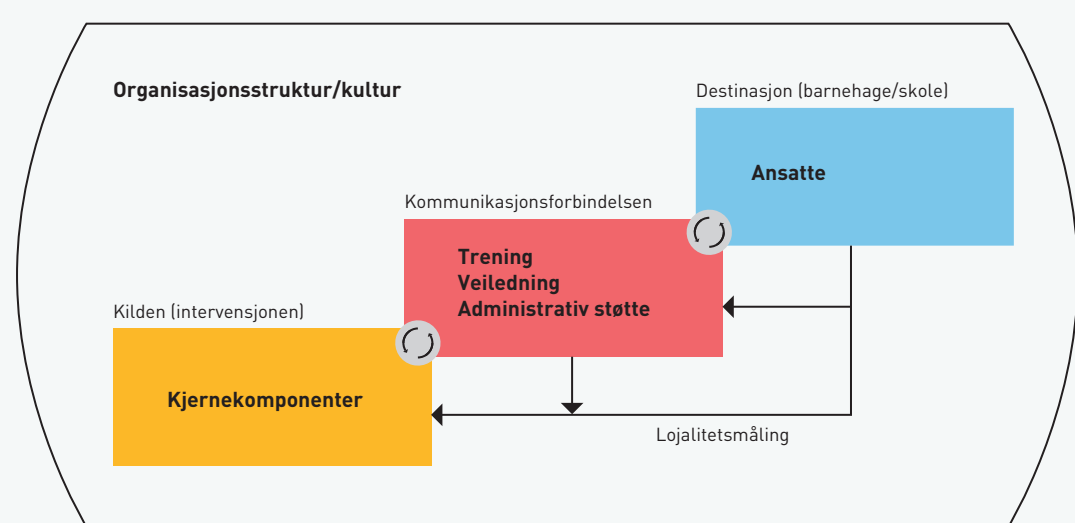 Organisasjonsstruktur/kultur
Destinasjon (barnehage/skole)
Ansatte
Kommunikasjonsforbindelsen
Trening
Veiledning
Administrativ støtte
Kilden (intervensjonen)
Kjernekomponenter
Lojalitetsmåling